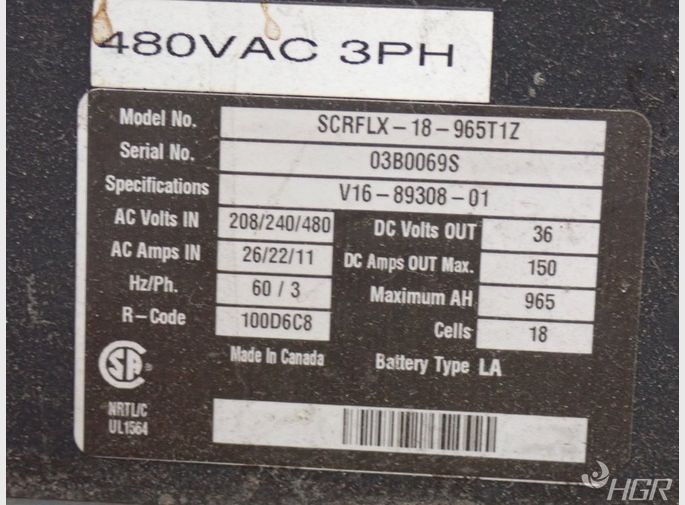 480VAC 3PH
Model No. SCRFLX-18-965T1Z
Serial No. 03B0069S
Specifications V16-89308-01
AC Volts IN 208/240/480 DC Volts OUT 36
AC Amps IN 26/22/11 DC Amps OUT Max. 150
Hz/Ph. 60 / 3 Maximum AH 965
R-Code 100D6C8 Cells 18
Made In Canada Battery Type LA
SA
NRTL/C
UL1564
HGR